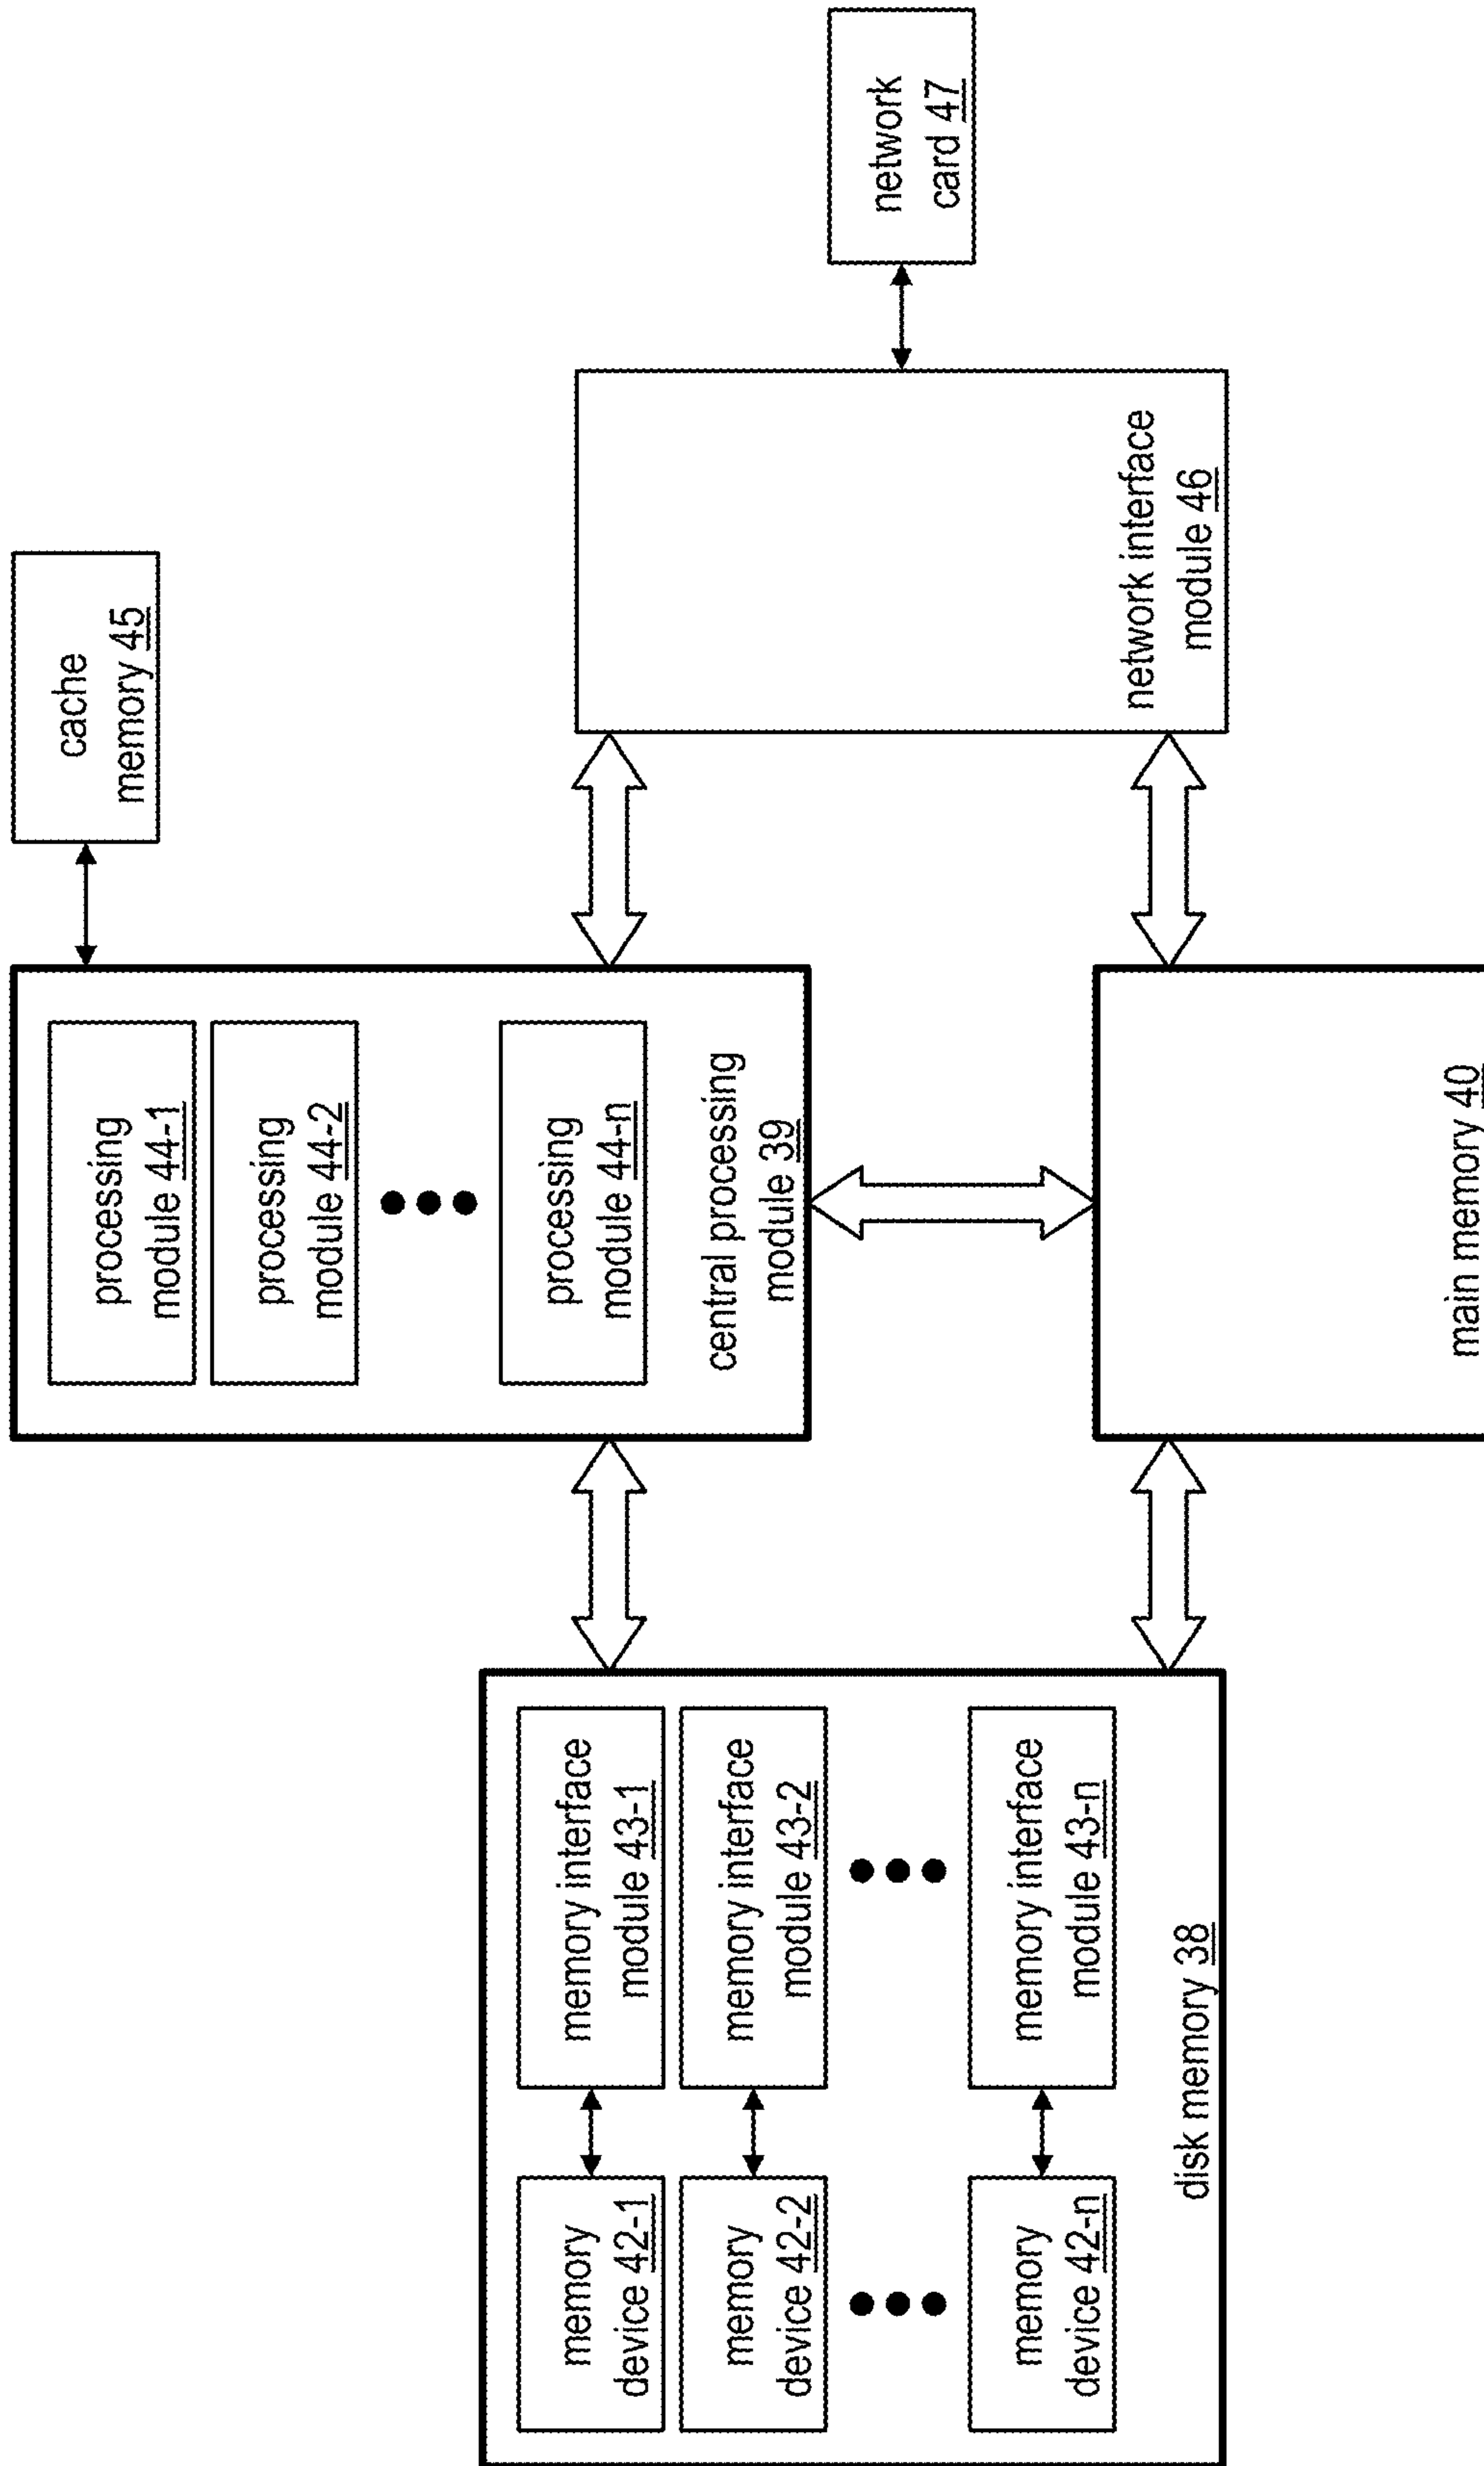 memory
device 42-1
memory interface
module 43-1
memory
device 42-2
memory interface
module 43-2
memory
device 42-n
memory interface
module 43-n
disk memory 38
processing
module 44-1
processing
module 44-2
processing
module 44-n
central processing
module 39
cache
memory 45
main memory 40
network interface
module 46
network
card 47